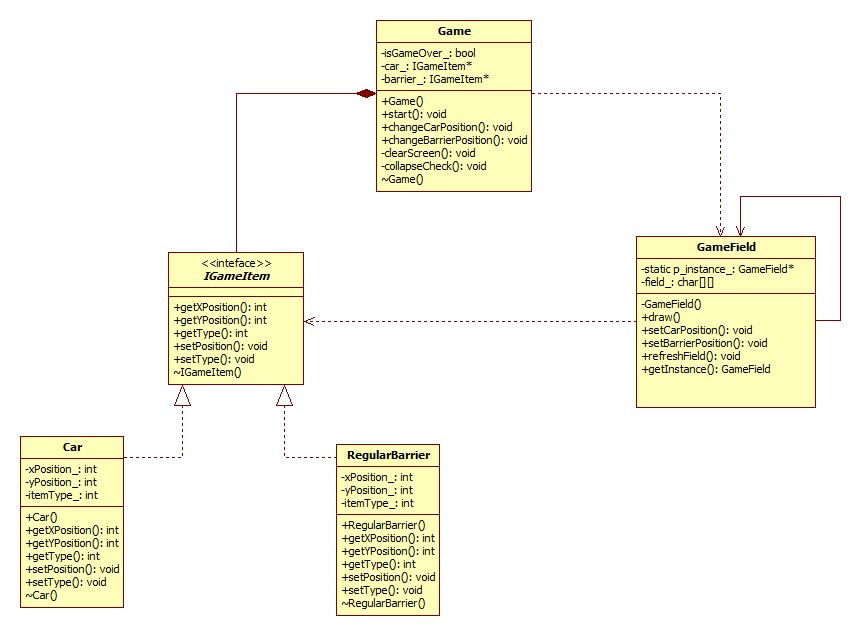 Game
-isGameOver_: bool
-car_: IGameItem*
-barrier_: IGameItem*
+Game()
+start(): void
+changeCarPosition(): void
+changeBarrierPosition(): void
-clearScreen(): void
-collapseCheck(): void
~Game()
<<inteface>>
IGameItem
+getXPosition(): int
+getYPosition(): int
+getType(): int
+setPosition(): void
+setType(): void
~IGameItem()
GameField
-static p_instance_: GameField*
-field_: char[][]
-GameField()
+draw()
+setCarPosition(): void
+setBarrierPosition(): void
+refreshField(): void
+getInstance(): GameField
Car
-xPosition_: int
-yPosition_: int
-itemType_: int
+Car()
+getXPosition(): int
+getYPosition(): int
+getType(): int
+setPosition(): void
+setType(): void
~Car()
RegularBarrier
-xPosition_: int
-yPosition_: int
-itemType_: int
+RegularBarrier()
+getXPosition(): int
+getYPosition(): int
+getType(): int
+setPosition(): void
+setType(): void
~RegularBarrier()